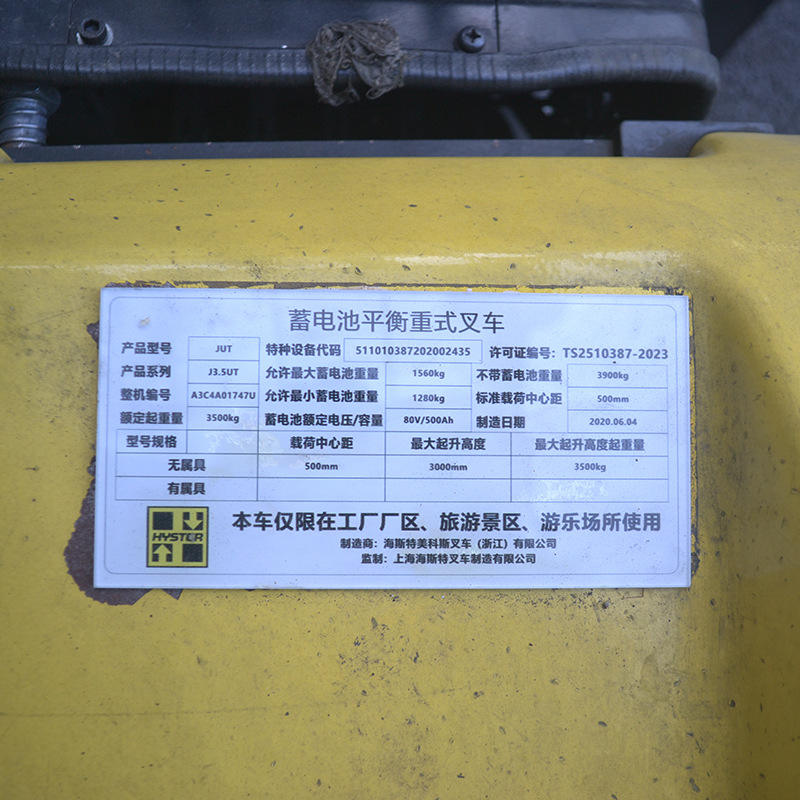 蓄电池平衡重式叉车
产品型号 JUT 特种设备代码 511010387202002435 许可证编号: TS2510387-2023
产品系列 J3.5UT 允许最大蓄电池重量 1560kg 不带蓄电池重量 3900kg
整机编号 A3C4A01747U 允许最小蓄电池重量 1280kg 标准载荷中心距 500mm
额定起重量 3500kg 蓄电池额定电压/容量 80V/500Ah 制造日期 2020.06.04
型号规格 载荷中心距 最大起升高度 最大起升高度起重量
无属具 500mm 3000mm 3500kg
有属具
HYSTER
本车仅限在工厂厂区、旅游景区、游乐场所使用
制造商：海斯特美科斯叉车（浙江）有限公司
监制：上海海斯特叉车制造有限公司